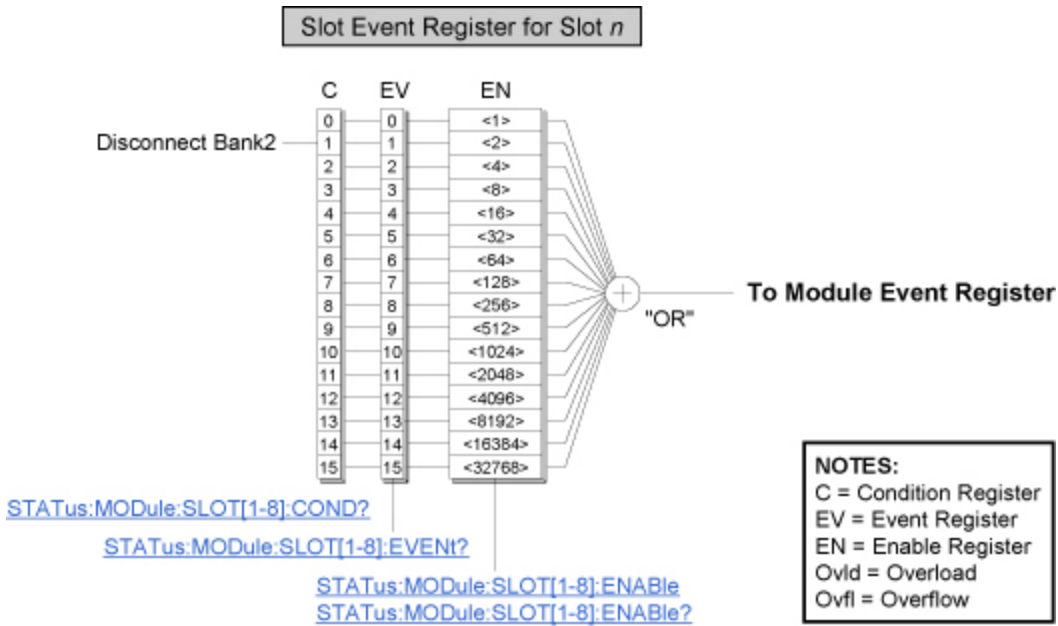 Slot Event Register for Slot n
C EV EN
0 0 <1>
Disconnect Bank2 1 1 <2>
2 2 <4>
3 3 <8>
4 4 <16>
5 5 <32>
6 6 <64>
7 7 <128>
8 8 <256>
9 9 <512>
10 10 <1024>
11 11 <2048>
12 12 <4096>
13 13 <8192>
14 14 <16384>
15 15 <32768>
To Module Event Register
"OR"
STATus:MODule:SLOT[1-8]:COND?
STATus:MODule:SLOT[1-8]:EVENt?
STATus:MODule:SLOT[1-8]:ENABle
STATus:MODule:SLOT[1-8]:ENABle?
NOTES:
C = Condition Register
EV = Event Register
EN = Enable Register
Ovld = Overload
Ovfl = Overflow